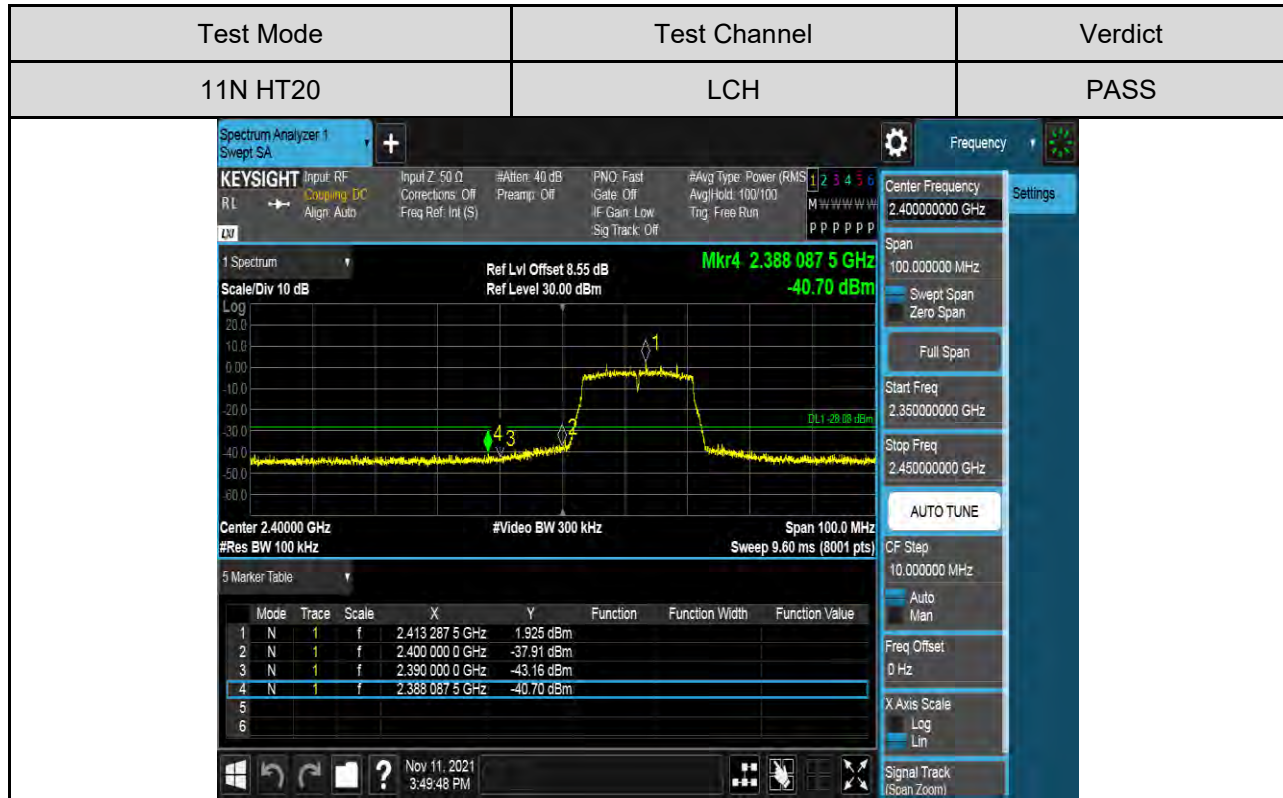 Test Mode Test Channel Verdict
11N HT20 LCH PASS
Spectrum Analyzer 1
Swept SA
Frequency
KEYSIGHT Input: RF Input Z: 50 Ω #Atten: 40 dB PNO: Fast #Avg Type: Power (RMS 1 2 3 4 5 6
RL Coupling: DC Corrections: Off Preamp: Off Gate: Off Avg|Hold: 100/100 M W W W W W
Align: Auto Freq Ref: Int (S) IF Gain: Low Trig: Free Run
LXI Sig Track: Off P P P P P P
1 Spectrum Ref Lvl Offset 8.55 dB Mkr4 2.388 087 5 GHz
Scale/Div 10 dB Ref Level 30.00 dBm -40.70 dBm
Log
20.0
10.0
0.00
-10.0
-20.0
-30.0
-40.0
-50.0
-60.0
1
2
4 3
DL1 -28.08 dBm
Center 2.40000 GHz #Video BW 300 kHz Span 100.0 MHz
#Res BW 100 kHz Sweep 9.60 ms (8001 pts)
5 Marker Table
Mode Trace Scale X Y Function Function Width Function Value
1 N 1 f 2.413 287 5 GHz 1.925 dBm
2 N 1 f 2.400 000 0 GHz -37.91 dBm
3 N 1 f 2.390 000 0 GHz -43.16 dBm
4 N 1 f 2.388 087 5 GHz -40.70 dBm
5
6
?
Nov 11, 2021
3:49:48 PM
Center Frequency
2.400000000 GHz
Settings
Span
100.000000 MHz
Swept Span
Zero Span
Full Span
Start Freq
2.350000000 GHz
Stop Freq
2.450000000 GHz
AUTO TUNE
CF Step
10.000000 MHz
Auto
Man
Freq Offset
0 Hz
X Axis Scale
Log
Lin
Signal Track
(Span Zoom)